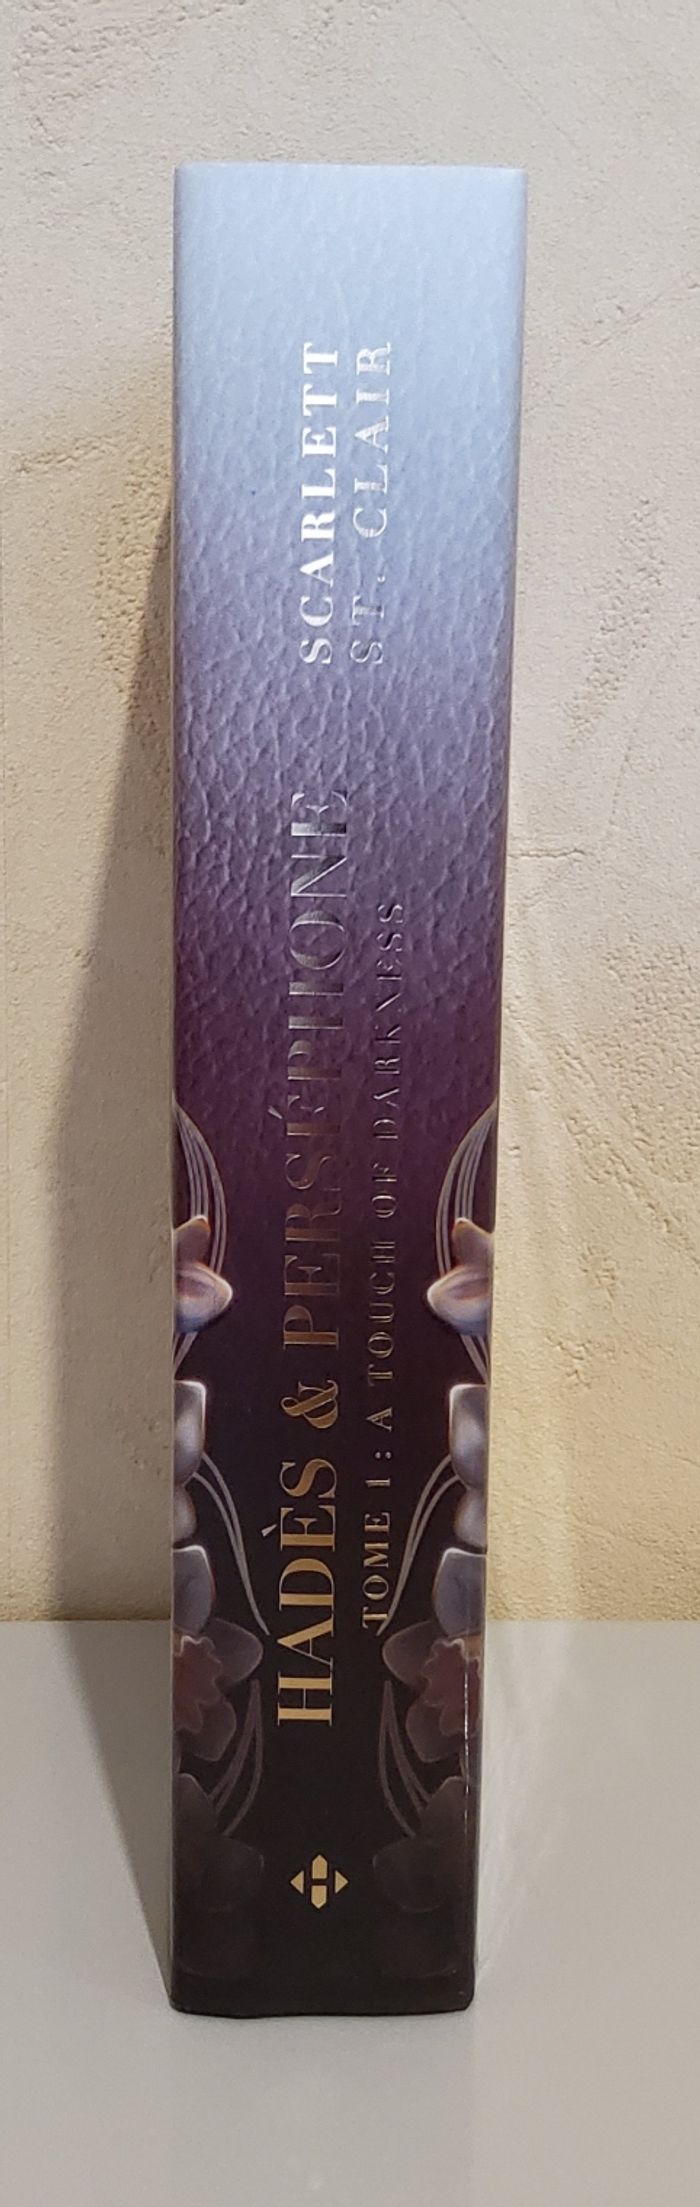 SCARLETT
ST. CLAIR
HADÈS & PERSÉPHONE
TOME 1 : A TOUCH OF DARKNESS